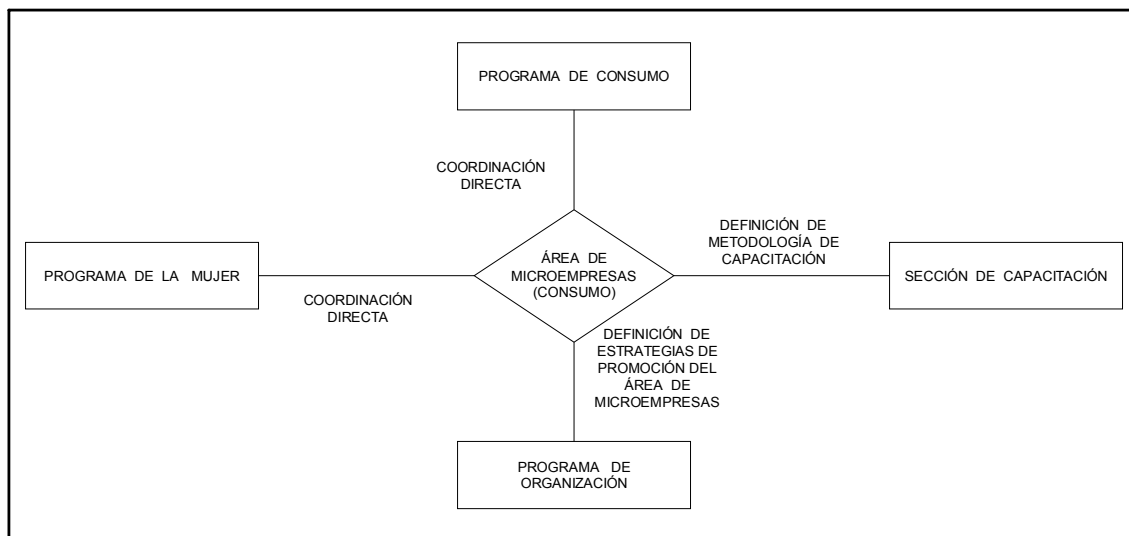 PROGRAMA DE CONSUMO
COORDINACIÓN
DIRECTA
DEFINICIÓN DE
METODOLOGÍA DE
CAPACITACIÓN
PROGRAMA DE LA MUJER
ÁREA DE
MICROEMPRESAS
(CONSUMO)
SECCIÓN DE CAPACITACIÓN
COORDINACIÓN
DIRECTA
DEFINICIÓN DE
ESTRATEGIAS DE
PROMOCIÓN DEL
ÁREA DE
MICROEMPRESAS
PROGRAMA DE
ORGANIZACIÓN